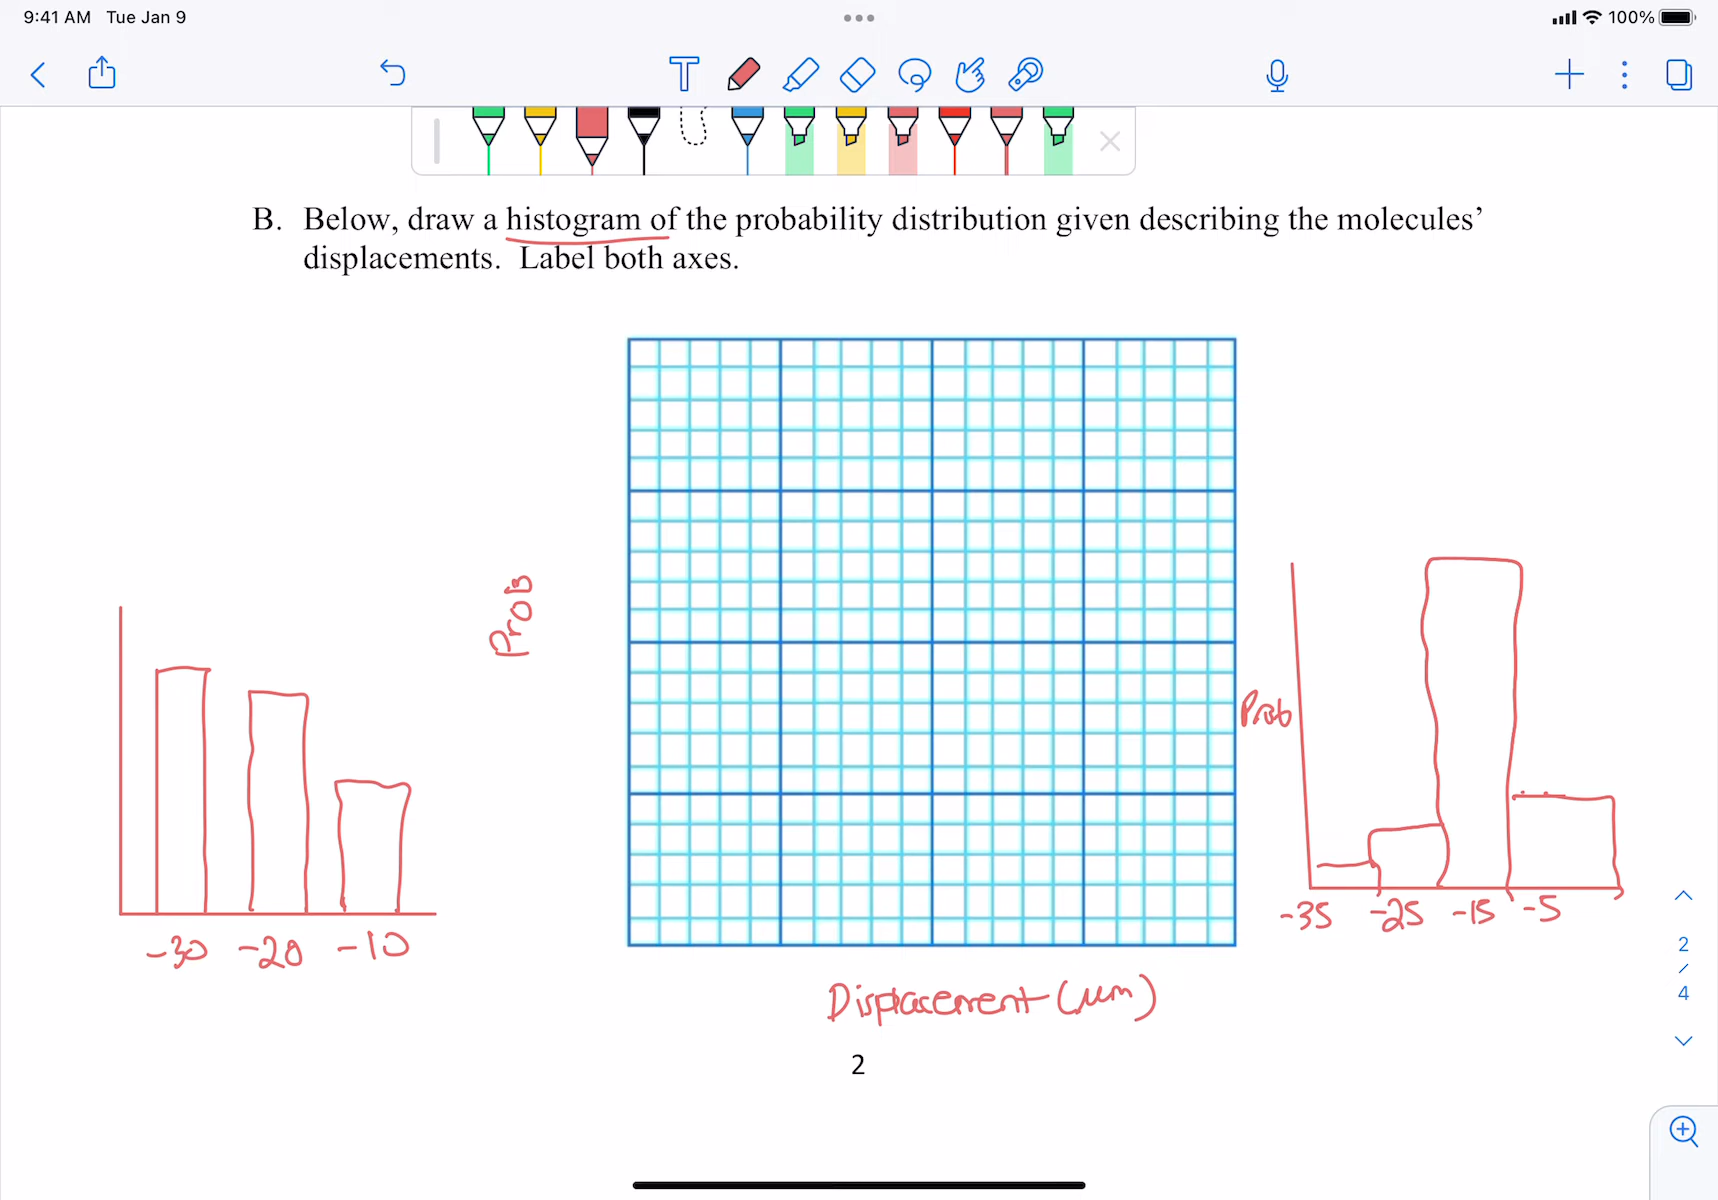 9:41 AM Tue Jan 9
100%
B. Below, draw a histogram of the probability distribution given describing the molecules’
displacements. Label both axes.
Prob
Prob
-30 -20 -10
-35 -25 -15 -5
Displacement (µm)
2
2
/
4